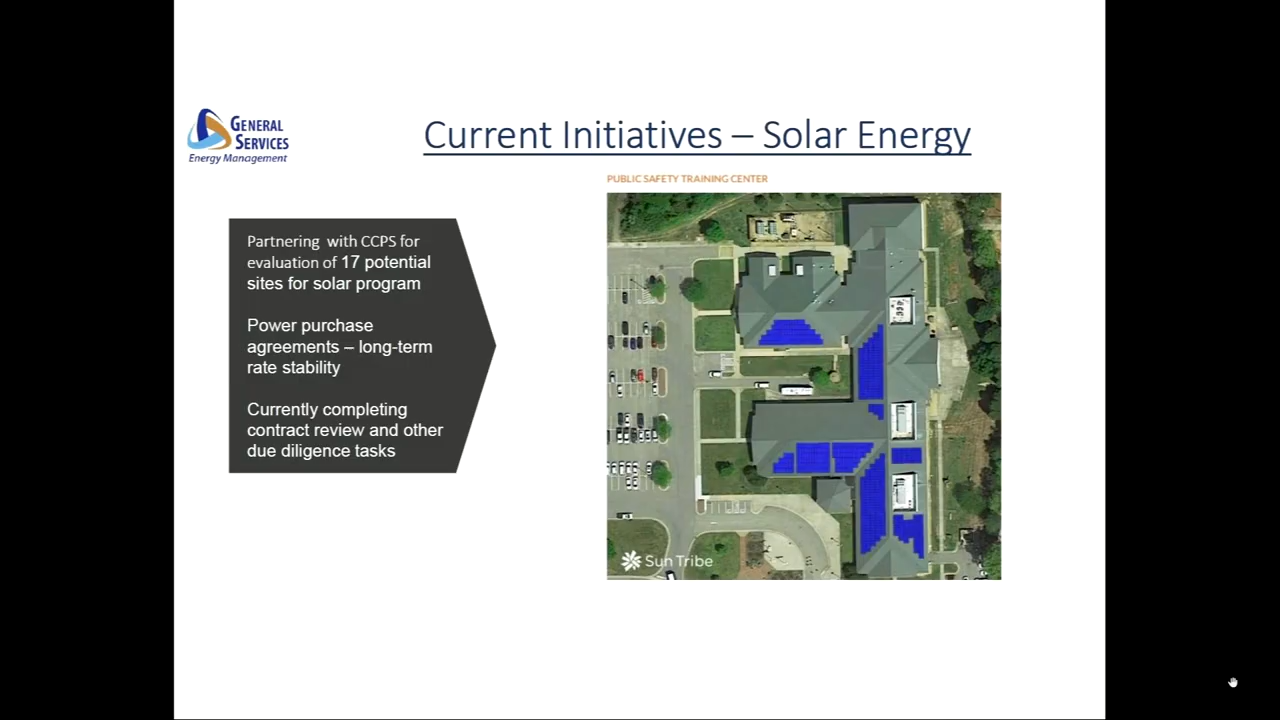 GENERAL
SERVICES
Energy Management
Current Initiatives – Solar Energy
PUBLIC SAFETY TRAINING CENTER
Partnering with CCPS for
evaluation of 17 potential
sites for solar program
Power purchase
agreements – long-term
rate stability
Currently completing
contract review and other
due diligence tasks
Sun Tribe